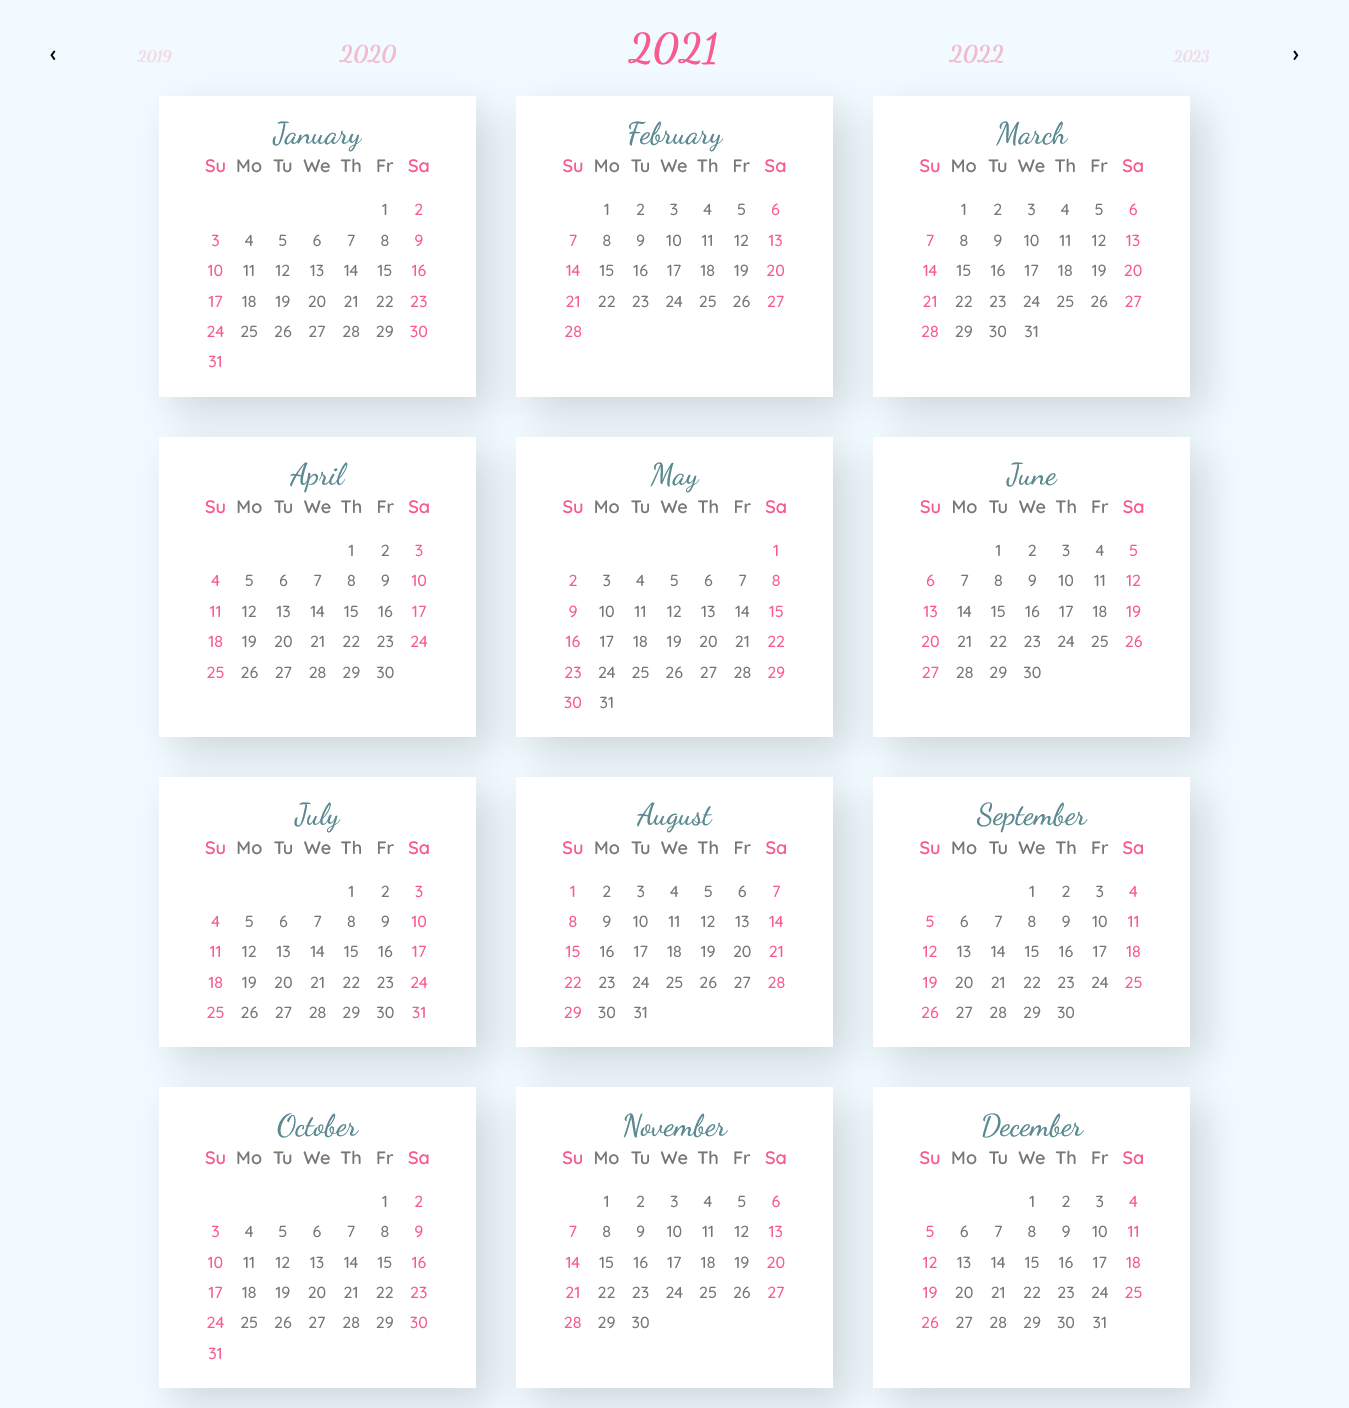 ‹ 2019 2020 2021 2022 2023 ›
January
Su Mo Tu We Th Fr Sa
1 2
3 4 5 6 7 8 9
10 11 12 13 14 15 16
17 18 19 20 21 22 23
24 25 26 27 28 29 30
31
February
Su Mo Tu We Th Fr Sa
1 2 3 4 5 6
7 8 9 10 11 12 13
14 15 16 17 18 19 20
21 22 23 24 25 26 27
28
March
Su Mo Tu We Th Fr Sa
1 2 3 4 5 6
7 8 9 10 11 12 13
14 15 16 17 18 19 20
21 22 23 24 25 26 27
28 29 30 31
April
Su Mo Tu We Th Fr Sa
1 2 3
4 5 6 7 8 9 10
11 12 13 14 15 16 17
18 19 20 21 22 23 24
25 26 27 28 29 30
May
Su Mo Tu We Th Fr Sa
1
2 3 4 5 6 7 8
9 10 11 12 13 14 15
16 17 18 19 20 21 22
23 24 25 26 27 28 29
30 31
June
Su Mo Tu We Th Fr Sa
1 2 3 4 5
6 7 8 9 10 11 12
13 14 15 16 17 18 19
20 21 22 23 24 25 26
27 28 29 30
July
Su Mo Tu We Th Fr Sa
1 2 3
4 5 6 7 8 9 10
11 12 13 14 15 16 17
18 19 20 21 22 23 24
25 26 27 28 29 30 31
August
Su Mo Tu We Th Fr Sa
1 2 3 4 5 6 7
8 9 10 11 12 13 14
15 16 17 18 19 20 21
22 23 24 25 26 27 28
29 30 31
September
Su Mo Tu We Th Fr Sa
1 2 3 4
5 6 7 8 9 10 11
12 13 14 15 16 17 18
19 20 21 22 23 24 25
26 27 28 29 30
October
Su Mo Tu We Th Fr Sa
1 2
3 4 5 6 7 8 9
10 11 12 13 14 15 16
17 18 19 20 21 22 23
24 25 26 27 28 29 30
31
November
Su Mo Tu We Th Fr Sa
1 2 3 4 5 6
7 8 9 10 11 12 13
14 15 16 17 18 19 20
21 22 23 24 25 26 27
28 29 30
December
Su Mo Tu We Th Fr Sa
1 2 3 4
5 6 7 8 9 10 11
12 13 14 15 16 17 18
19 20 21 22 23 24 25
26 27 28 29 30 31